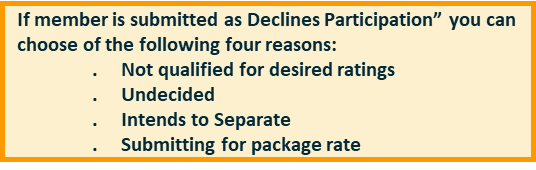 If member is submitted as Declines Participation” you can
choose of the following four reasons:
. Not qualified for desired ratings
. Undecided
. Intends to Separate
. Submitting for package rate